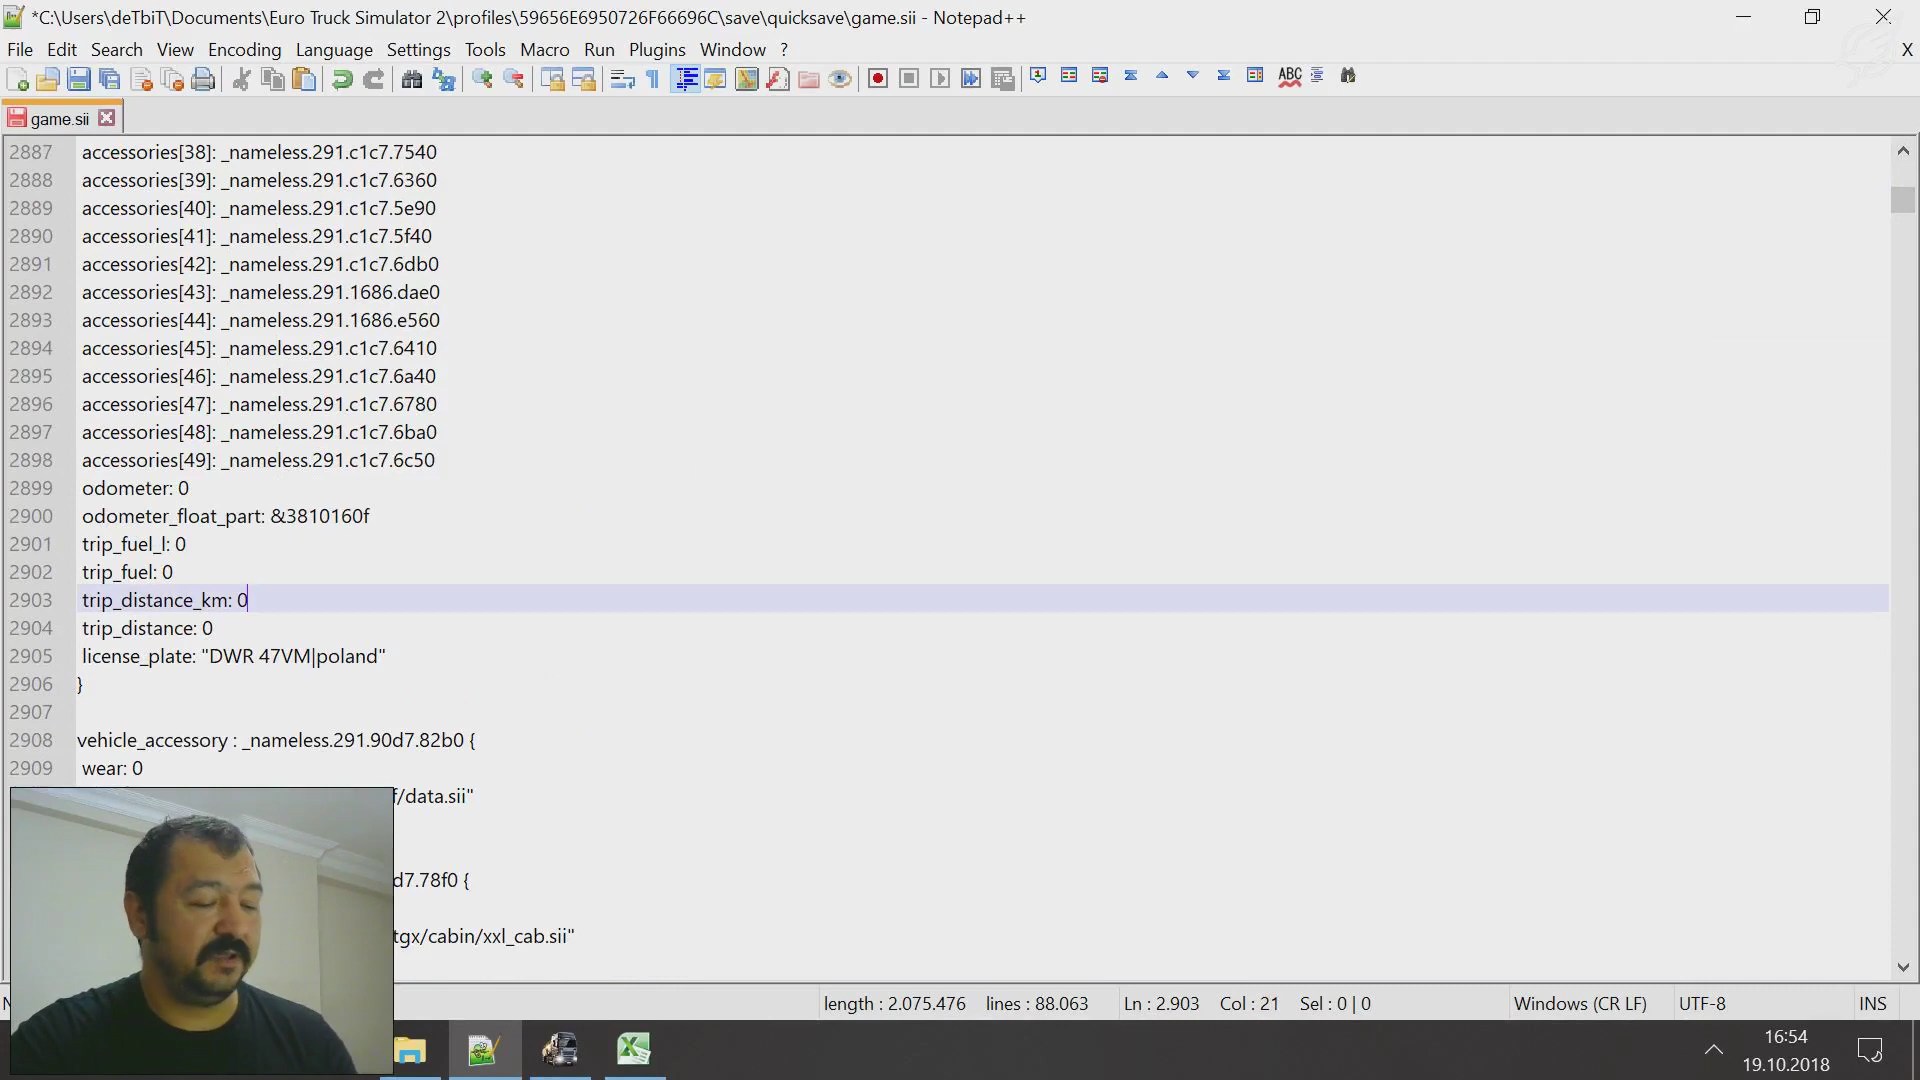 *C:\Users\deTbiT\Documents\Euro Truck Simulator 2\profiles\59656E6950726F66696C\save\quicksave\game.sii - Notepad++
File Edit Search View Encoding Language Settings Tools Macro Run Plugins Window ? X
ABC
game.sii
2887 accessories[38]: _nameless.291.c1c7.7540
2888 accessories[39]: _nameless.291.c1c7.6360
2889 accessories[40]: _nameless.291.c1c7.5e90
2890 accessories[41]: _nameless.291.c1c7.5f40
2891 accessories[42]: _nameless.291.c1c7.6db0
2892 accessories[43]: _nameless.291.1686.dae0
2893 accessories[44]: _nameless.291.1686.e560
2894 accessories[45]: _nameless.291.c1c7.6410
2895 accessories[46]: _nameless.291.c1c7.6a40
2896 accessories[47]: _nameless.291.c1c7.6780
2897 accessories[48]: _nameless.291.c1c7.6ba0
2898 accessories[49]: _nameless.291.c1c7.6c50
2899 odometer: 0
2900 odometer_float_part: &3810160f
2901 trip_fuel_l: 0
2902 trip_fuel: 0
2903 trip_distance_km: 0
2904 trip_distance: 0
2905 license_plate: "DWR 47VM|poland"
2906 }
2907
2908 vehicle_accessory : _nameless.291.90d7.82b0 {
2909 wear: 0
f/data.sii"
d7.78f0 {
tgx/cabin/xxl_cab.sii"
length : 2.075.476 lines : 88.063 Ln : 2.903 Col : 21 Sel : 0 | 0 Windows (CR LF) UTF-8 INS
16:54
19.10.2018